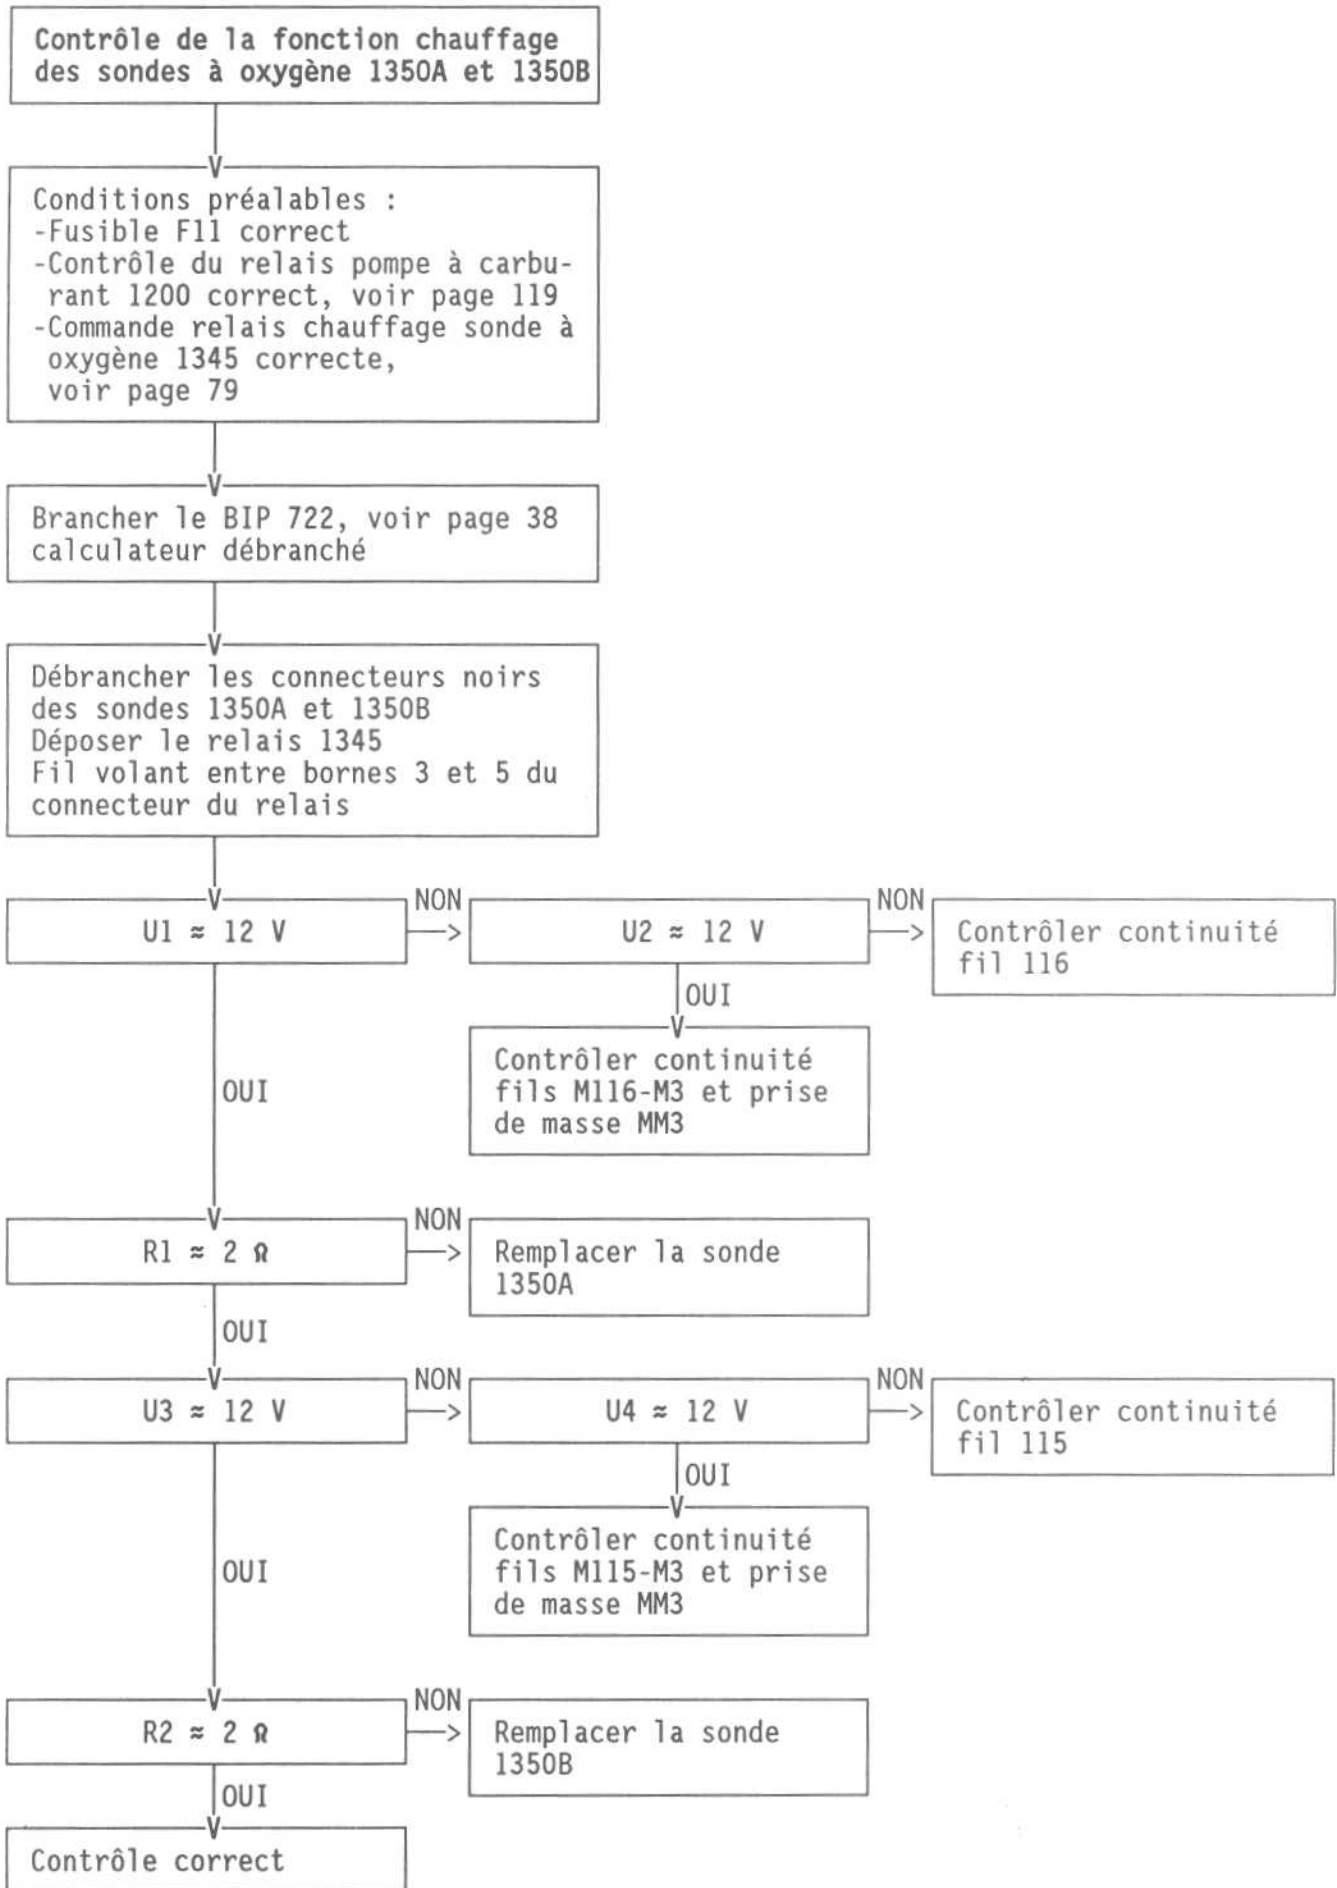 Contrôle de la fonction chauffage
des sondes à oxygène 1350A et 1350B
Conditions préalables :
-Fusible F11 correct
-Contrôle du relais pompe à carbu-
rant 1200 correct, voir page 119
-Commande relais chauffage sonde à
oxygène 1345 correcte,
voir page 79
Brancher le BIP 722, voir page 38
calculateur débranché
Débrancher les connecteurs noirs
des sondes 1350A et 1350B
Déposer le relais 1345
Fil volant entre bornes 3 et 5 du
connecteur du relais
U1 ≈ 12 V
NON
U2 ≈ 12 V
NON
Contrôler continuité
fil 116
OUI
Contrôler continuité
fils M116-M3 et prise
de masse MM3
OUI
R1 ≈ 2 Ω
NON
Remplacer la sonde
1350A
OUI
U3 ≈ 12 V
NON
U4 ≈ 12 V
NON
Contrôler continuité
fil 115
OUI
Contrôler continuité
fils M115-M3 et prise
de masse MM3
OUI
R2 ≈ 2 Ω
NON
Remplacer la sonde
1350B
OUI
Contrôle correct